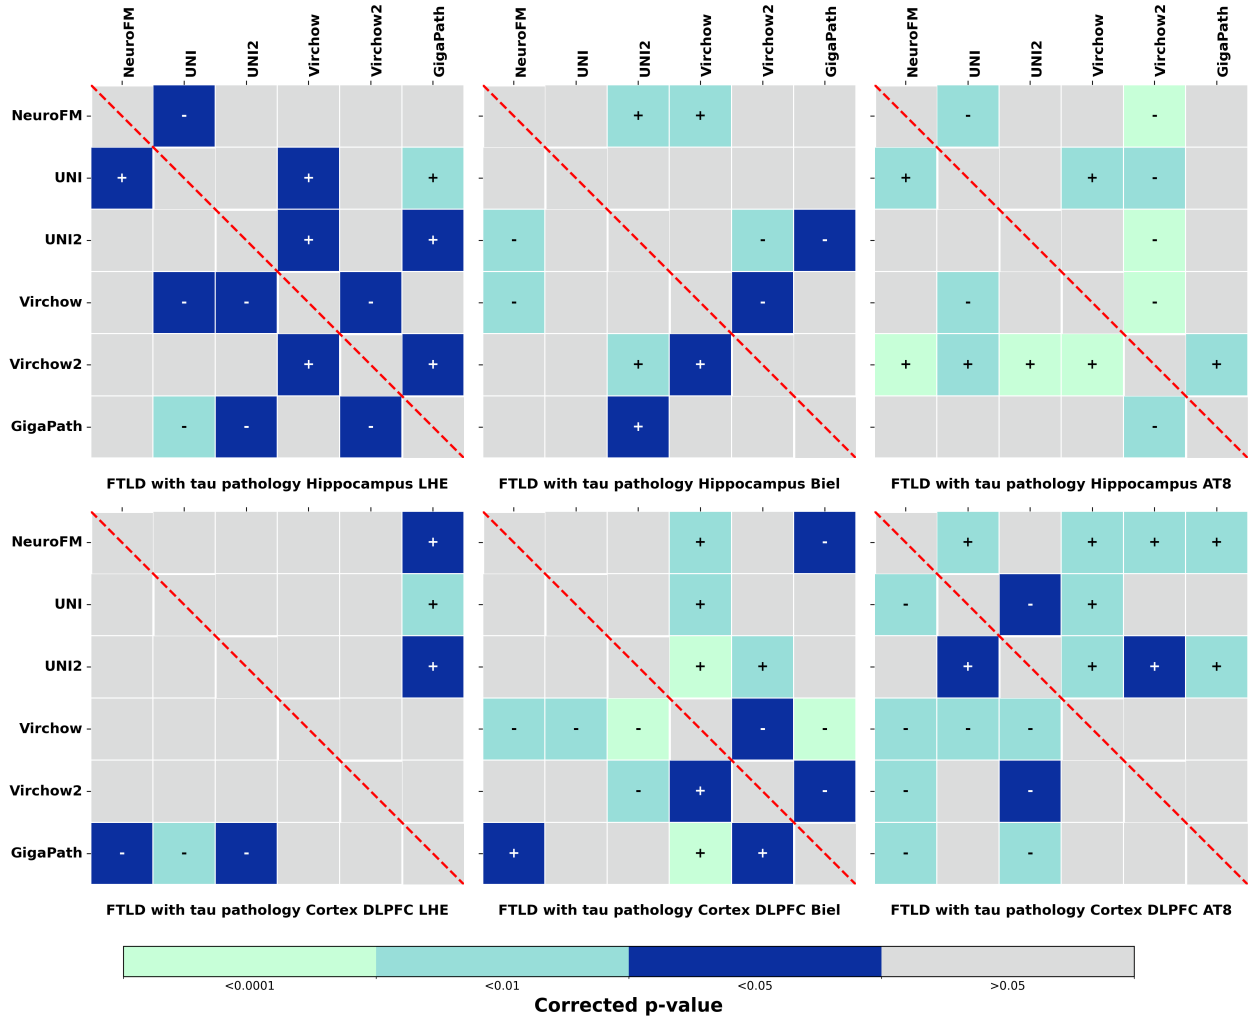 NeuroFM UNI UNI2 Virchow Virchow2 GigaPath NeuroFM UNI UNI2 Virchow Virchow2 GigaPath NeuroFM UNI UNI2 Virchow Virchow2 GigaPath
NeuroFM - + + - -
UNI + + + + + -
UNI2 + + - - - -
Virchow - - - - - - -
Virchow2 + + + + + + + + +
GigaPath - - - + -
FTLD with tau pathology Hippocampus LHE FTLD with tau pathology Hippocampus Biel FTLD with tau pathology Hippocampus AT8
NeuroFM + + - + + + +
UNI + + - - +
UNI2 + + + + + + +
Virchow - - - - - - - -
Virchow2 - + - - -
GigaPath - - - + + + - -
FTLD with tau pathology Cortex DLPFC LHE FTLD with tau pathology Cortex DLPFC Biel FTLD with tau pathology Cortex DLPFC AT8
<0.0001 <0.01 <0.05 >0.05
Corrected p-value